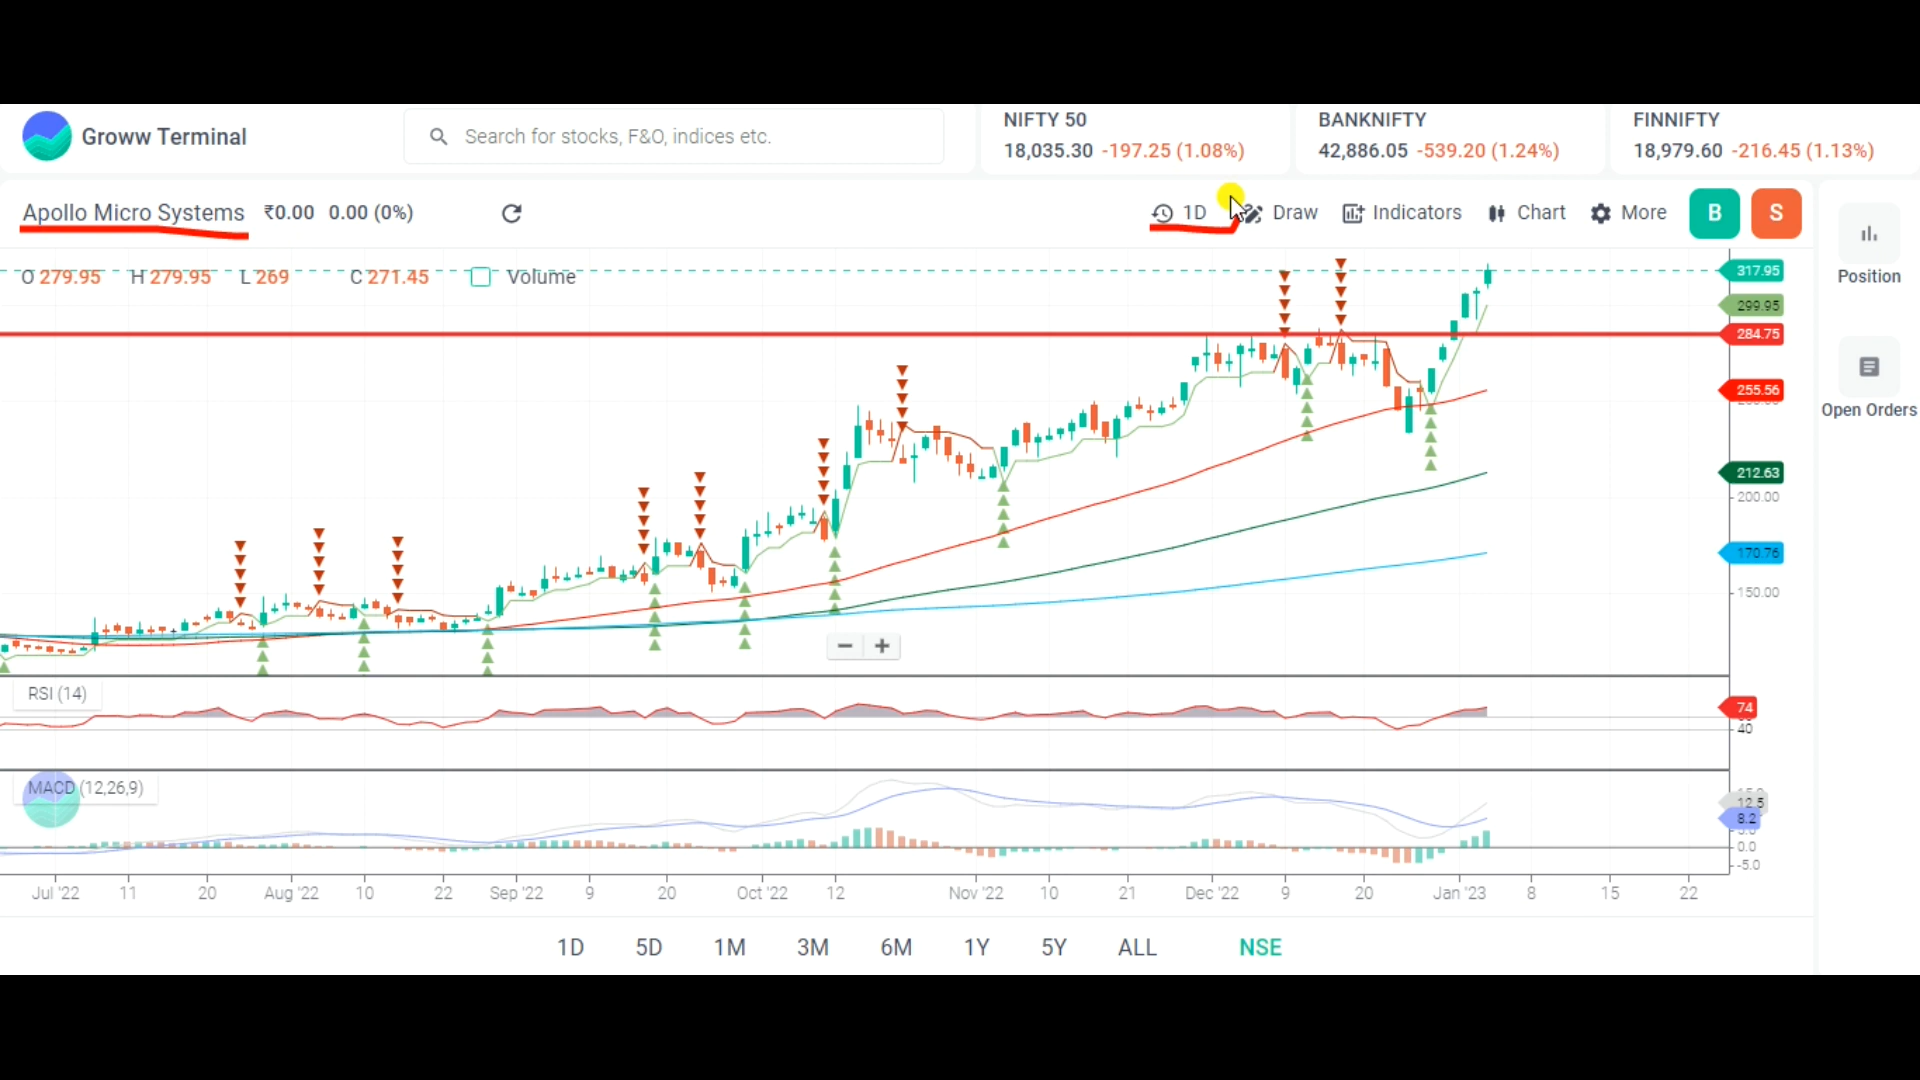 Groww Terminal
Search for stocks, F&O, indices etc.
NIFTY 50
18,035.30 -197.25 (1.08%)
BANKNIFTY
42,886.05 -539.20 (1.24%)
FINNIFTY
18,979.60 -216.45 (1.13%)
Apollo Micro Systems ₹0.00 0.00 (0%)
1D Draw Indicators Chart More B S
Position
Open Orders
O 279.95 H 279.95 L 269 C 271.45 Volume
317.95
299.95
284.75
255.56
212.63
200.00
170.76
150.00
RSI (14)
74
40
MACD (12,26,9)
12.5
8.2
0.0
-5.0
Jul '22 11 20 Aug '22 10 22 Sep '22 9 20 Oct '22 12 Nov '22 10 21 Dec '22 9 20 Jan '23 8 15 22
1D 5D 1M 3M 6M 1Y 5Y ALL NSE